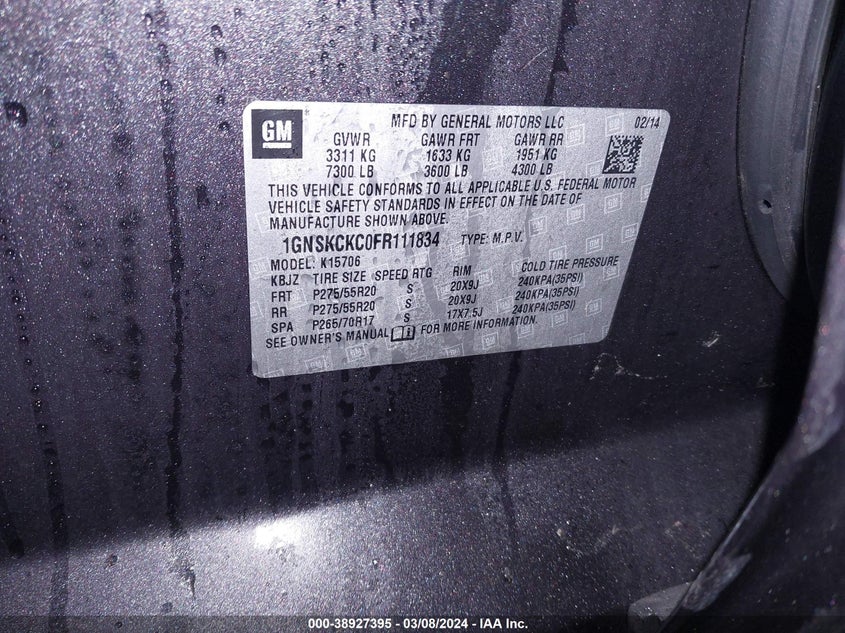 GM
MFD BY GENERAL MOTORS LLC 02/14
GVWR GAWR FRT GAWR RR
3311 KG 1633 KG 1951 KG
7300 LB 3600 LB 4300 LB
THIS VEHICLE CONFORMS TO ALL APPLICABLE U.S. FEDERAL MOTOR
VEHICLE SAFETY STANDARDS IN EFFECT ON THE DATE OF
MANUFACTURE SHOWN ABOVE.
1GNSKCKC0FR111834 TYPE: M.P.V.
MODEL: K15706
KBJZ TIRE SIZE SPEED RTG RIM COLD TIRE PRESSURE
FRT P275/55R20 S 20X9J 240KPA(35PSI)
RR P275/55R20 S 20X9J 240KPA(35PSI)
SPA P265/70R17 S 17X7.5J 240KPA(35PSI)
SEE OWNER'S MANUAL FOR MORE INFORMATION.
000-38927395 - 03/08/2024 - IAA Inc.